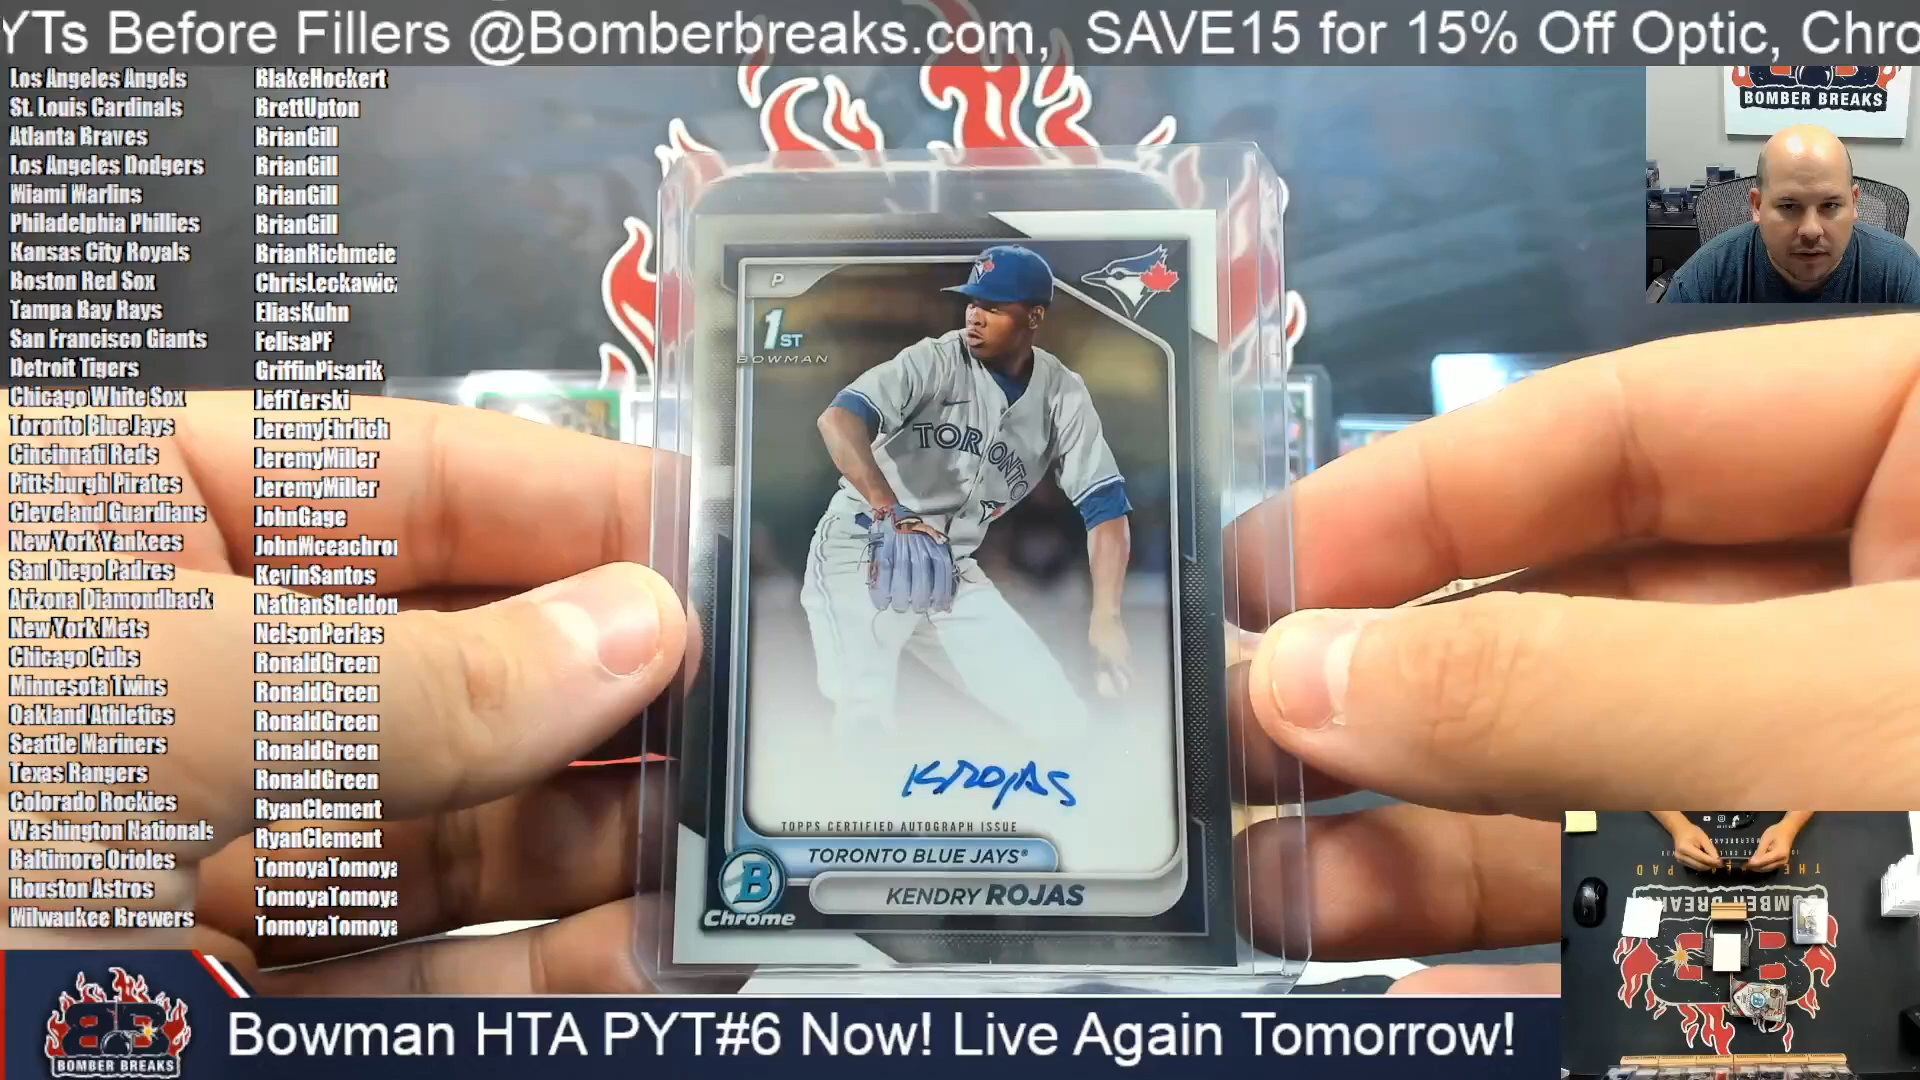 YTs Before Fillers @Bomberbreaks.com, SAVE15 for 15% Off Optic, Chro
Los Angeles Angels BlakeHockert
St. Louis Cardinals BrettUpton
Atlanta Braves BrianGill
Los Angeles Dodgers BrianGill
Miami Marlins BrianGill
Philadelphia Phillies BrianGill
Kansas City Royals BrianRichmeie
Boston Red Sox ChrisLeckawic
Tampa Bay Rays EliasKuhn
San Francisco Giants FelisaPF
Detroit Tigers GriffinPisarik
Chicago White Sox JeffTerski
Toronto Blue Jays JeremyEhrlich
Cincinnati Reds JeremyMiller
Pittsburgh Pirates JeremyMiller
Cleveland Guardians JohnGage
New York Yankees JohnMceachro
San Diego Padres KevinSantos
Arizona Diamondback NathanSheldon
New York Mets NelsonPerlas
Chicago Cubs RonaldGreen
Minnesota Twins RonaldGreen
Oakland Athletics RonaldGreen
Seattle Mariners RonaldGreen
Texas Rangers RonaldGreen
Colorado Rockies RyanClement
Washington Nationals RyanClement
Baltimore Orioles TomoyaTomoya
Houston Astros TomoyaTomoya
Milwaukee Brewers TomoyaTomoya
BOMBER BREAKS
P
1ST
BOWMAN
TORONTO
K Rojas
TOPPS CERTIFIED AUTOGRAPH ISSUE
TORONTO BLUE JAYS®
KENDRY ROJAS
B
Chrome
BOMBER BREAKS
BOMBER BREAKS
Bowman HTA PYT#6 Now! Live Again Tomorrow!